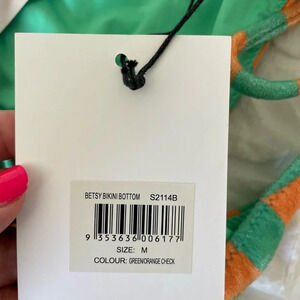 BETSY BIKINI BOTTOM S2114B
9 353636 006177
SIZE: M
COLOUR: GREEN/ORANGE CHECK